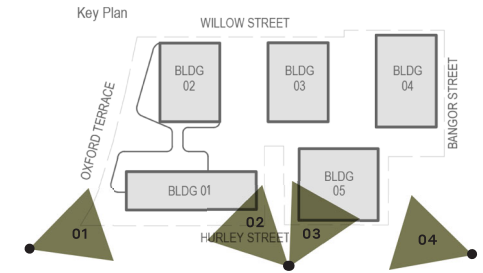 Key Plan
WILLOW STREET
BLDG
02
BLDG
03
BLDG
04
OXFORD TERRACE
BANGOR STREET
BLDG 01
BLDG
05
01
02
03
04
HURLEY STREET